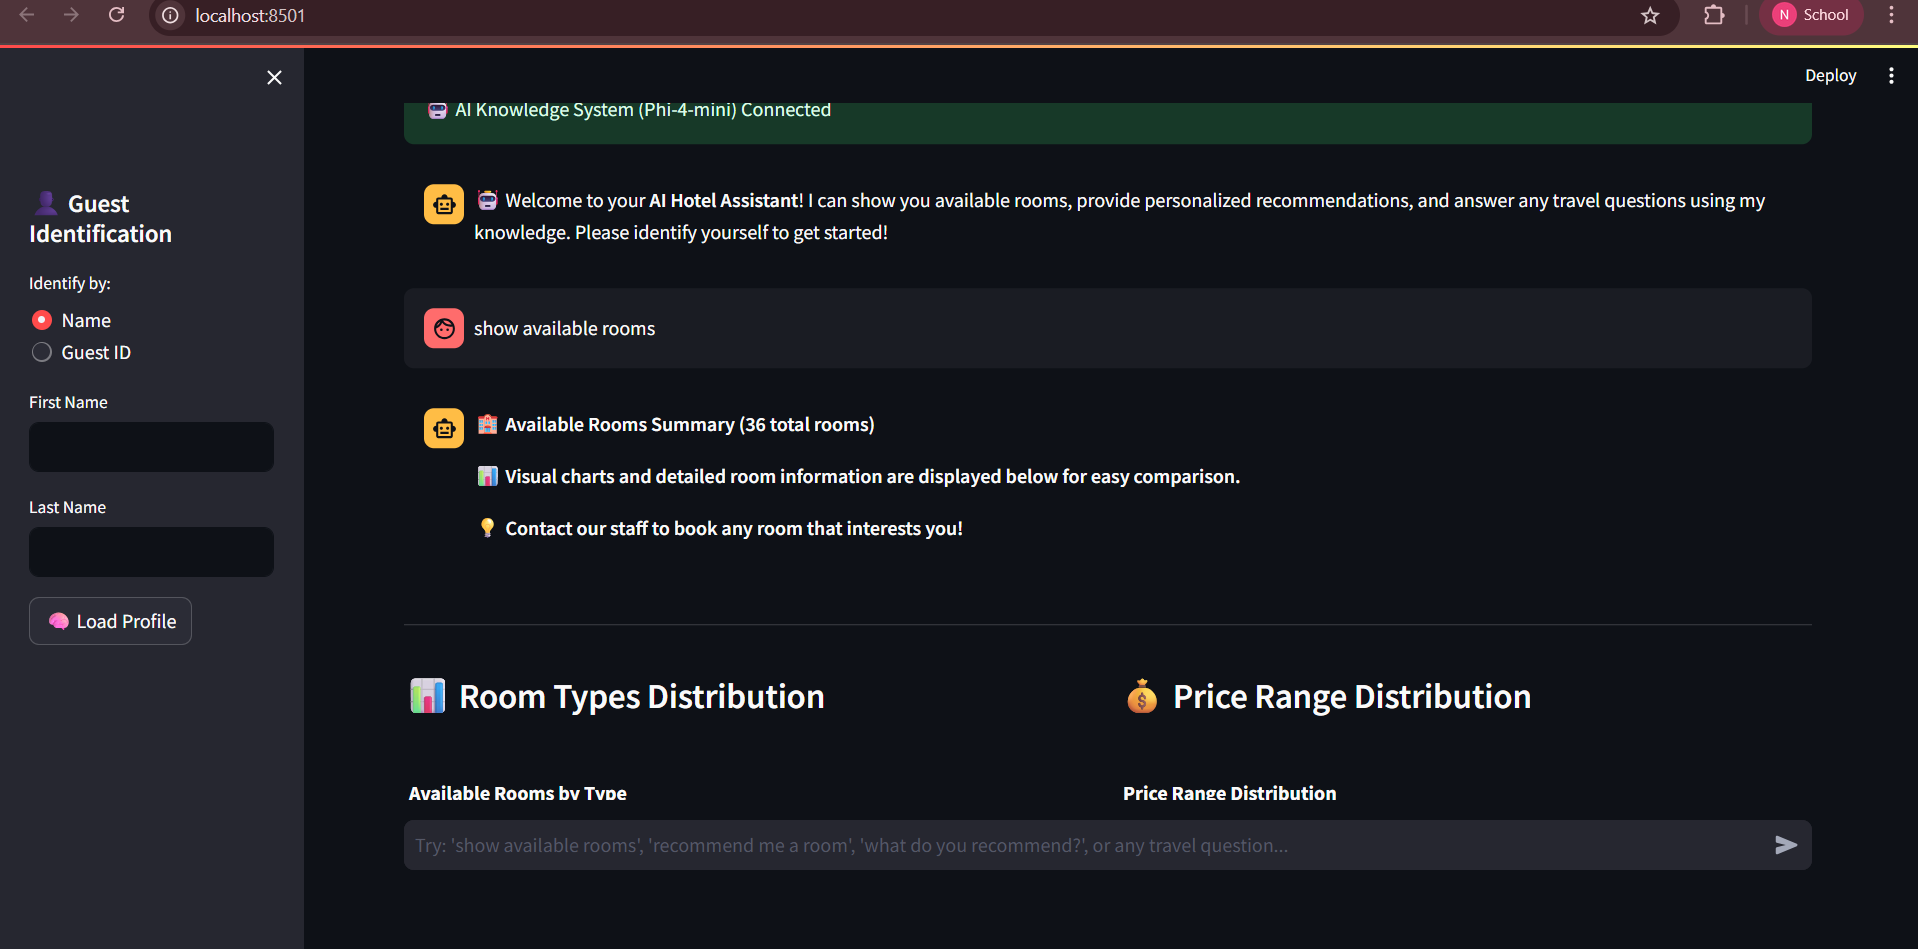 localhost:8501
N School
Deploy
AI Knowledge System (Phi-4-mini) Connected
Guest
Identification
Identify by:
Name
Guest ID
First Name
Last Name
Load Profile
Welcome to your AI Hotel Assistant! I can show you available rooms, provide personalized recommendations, and answer any travel questions using my
knowledge. Please identify yourself to get started!
show available rooms
Available Rooms Summary (36 total rooms)
Visual charts and detailed room information are displayed below for easy comparison.
Contact our staff to book any room that interests you!
Room Types Distribution
Price Range Distribution
Available Rooms by Type
Price Range Distribution
Try: 'show available rooms', 'recommend me a room', 'what do you recommend?', or any travel question...